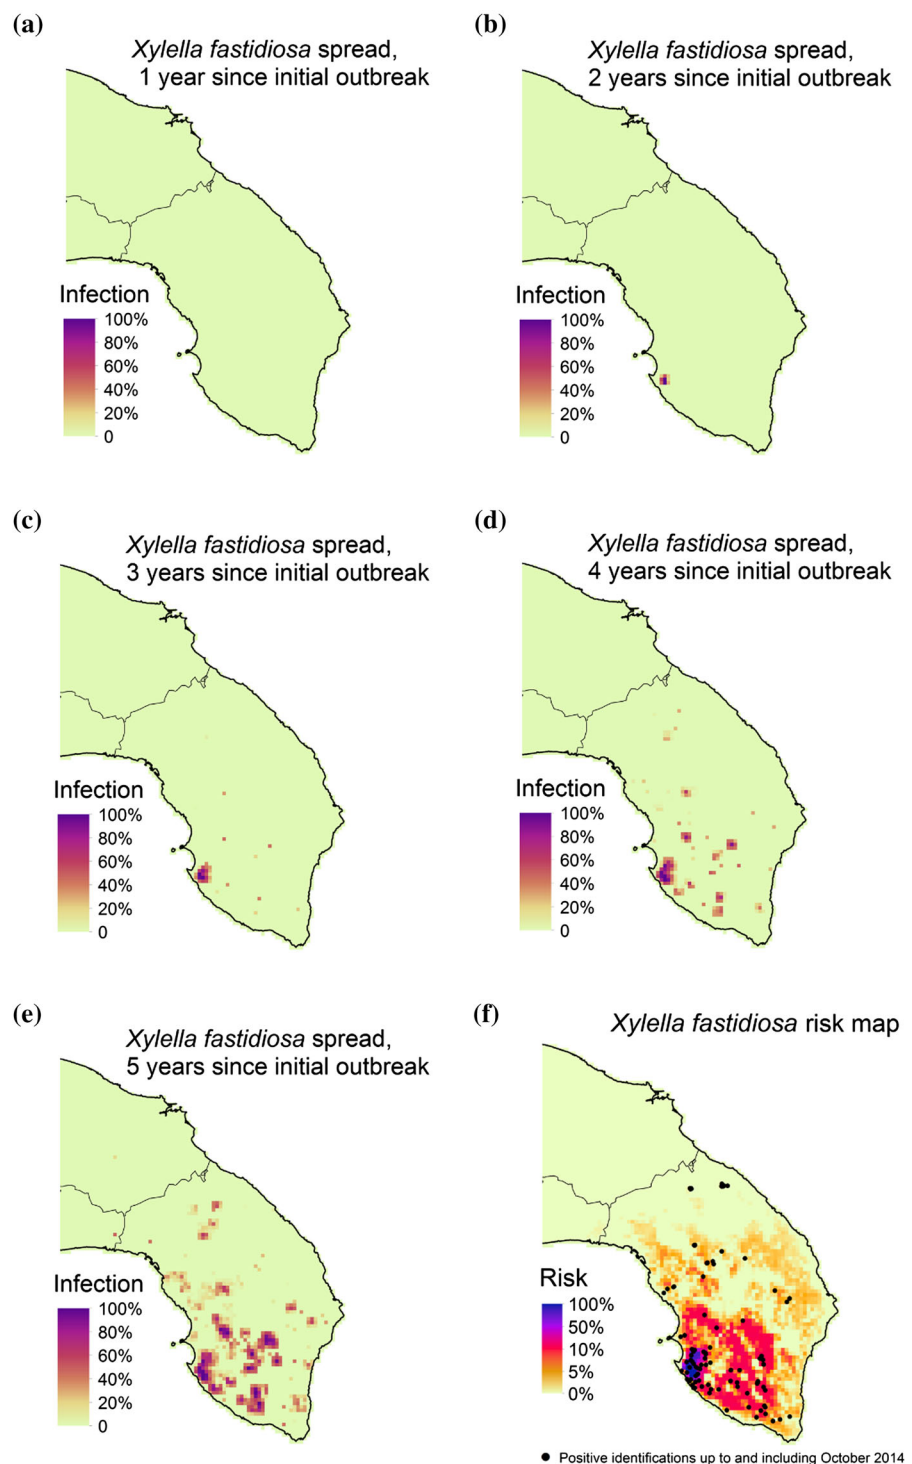 (a)
Xylella fastidiosa spread,
1 year since initial outbreak
Infection
100%
80%
60%
40%
20%
0
(b)
Xylella fastidiosa spread,
2 years since initial outbreak
Infection
100%
80%
60%
40%
20%
0
(c)
Xylella fastidiosa spread,
3 years since initial outbreak
Infection
100%
80%
60%
40%
20%
0
(d)
Xylella fastidiosa spread,
4 years since initial outbreak
Infection
100%
80%
60%
40%
20%
0
(e)
Xylella fastidiosa spread,
5 years since initial outbreak
Infection
100%
80%
60%
40%
20%
0
(f)
Xylella fastidiosa risk map
Risk
100%
50%
10%
5%
0%
Positive identifications up to and including October 2014